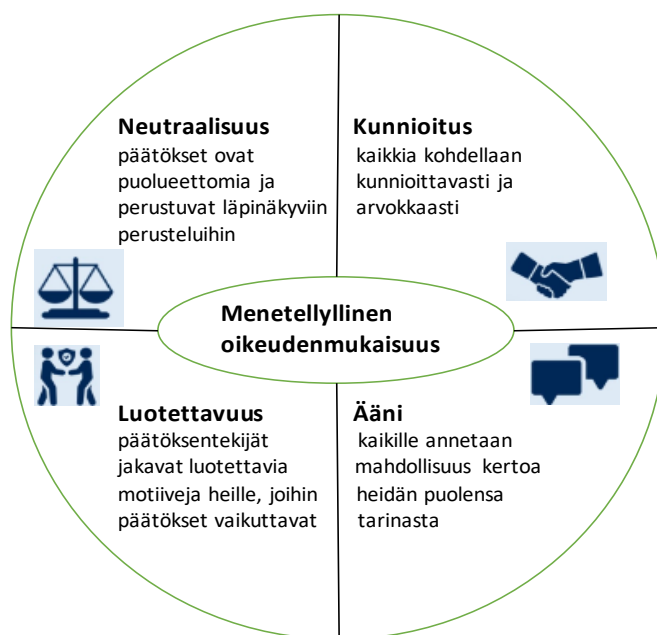 Neutraalisuus
päätökset ovat
puolueettomia ja
perustuvat läpinäkyviin
perusteluihin
Kunnioitus
kaikkia kohdellaan
kunnioittavasti ja
arvokkaasti
Menetellyllinen
oikeudenmukaisuus
Luotettavuus
päätöksentekijät
jakavat luotettavia
motiiveja heille, joihin
päätökset vaikuttavat
Ääni
kaikille annetaan
mahdollisuus kertoa
heidän puolensa
tarinasta